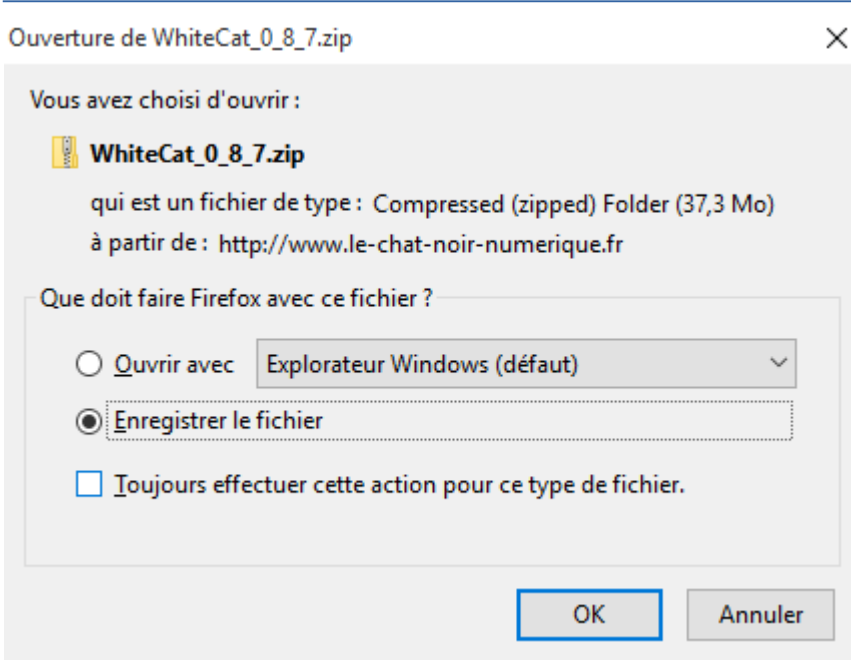 Ouverture de WhiteCat_0_8_7.zip
Vous avez choisi d'ouvrir :
WhiteCat_0_8_7.zip
qui est un fichier de type : Compressed (zipped) Folder (37,3 Mo)
à partir de : http://www.le-chat-noir-numerique.fr
Que doit faire Firefox avec ce fichier ?
Ouvrir avec Explorateur Windows (défaut)
Enregistrer le fichier
Toujours effectuer cette action pour ce type de fichier.
OK Annuler